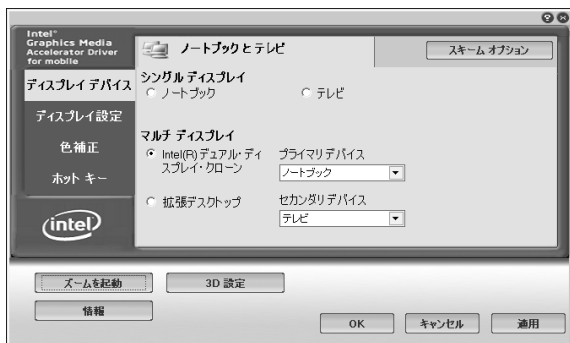 Intel®
Graphics Media
Accelerator Driver
for mobile
ノートブックとテレビ
スキーム オプション
ディスプレイ デバイス
シングル ディスプレイ
ノートブック
テレビ
ディスプレイ設定
マルチ ディスプレイ
色補正
Intel(R) デュアル・ディ
スプレイ・クローン
プライマリ デバイス
ノートブック
ホット キー
拡張デスクトップ
セカンダリ デバイス
テレビ
intel
ズームを起動
3D 設定
情報
OK
キャンセル
適用